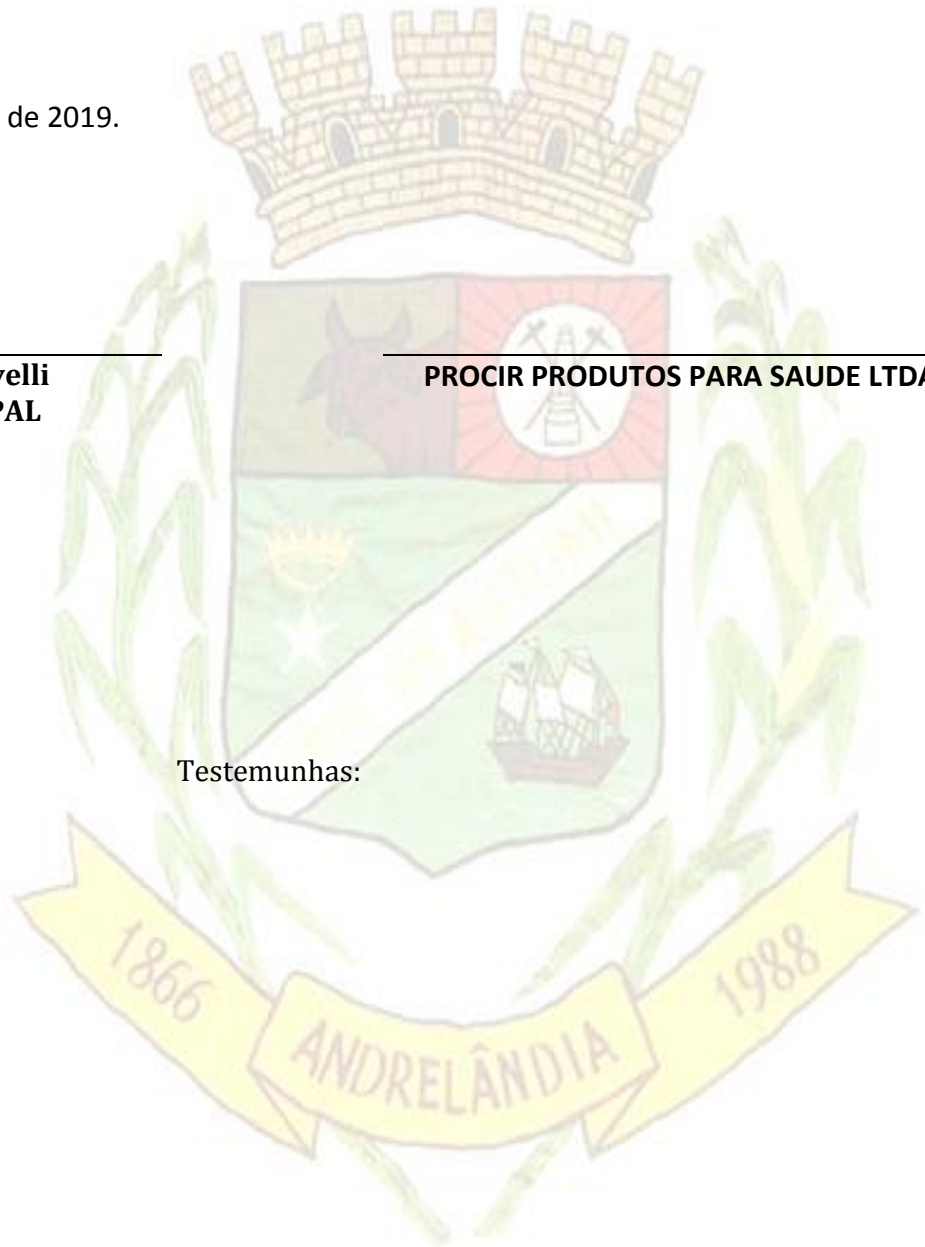 de 2019.
velli
PAL
PROCIR PRODUTOS PARA SAUDE LTDA
Testemunhas:
1866
ANDRELÂNDIA
1988